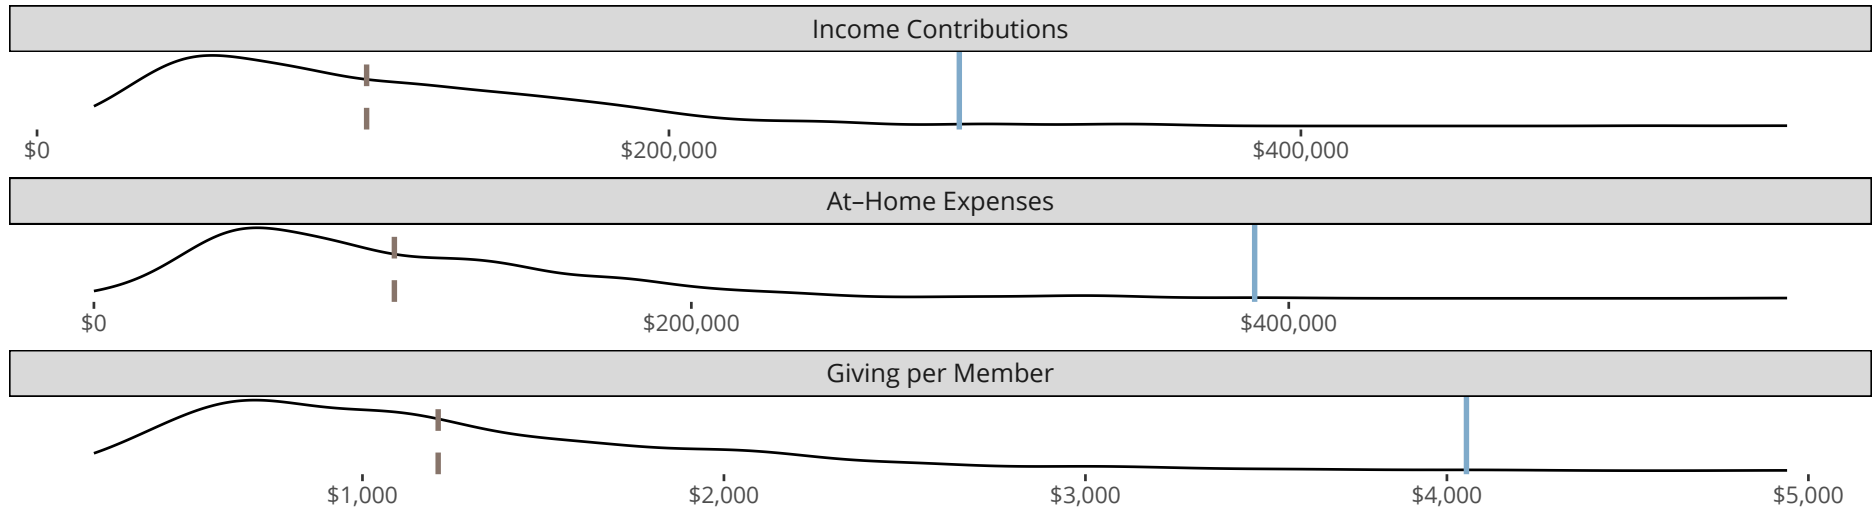 Income Contributions
$0 $200,000 $400,000
At–Home Expenses
$0 $200,000 $400,000
Giving per Member
$1,000 $2,000 $3,000 $4,000 $5,000